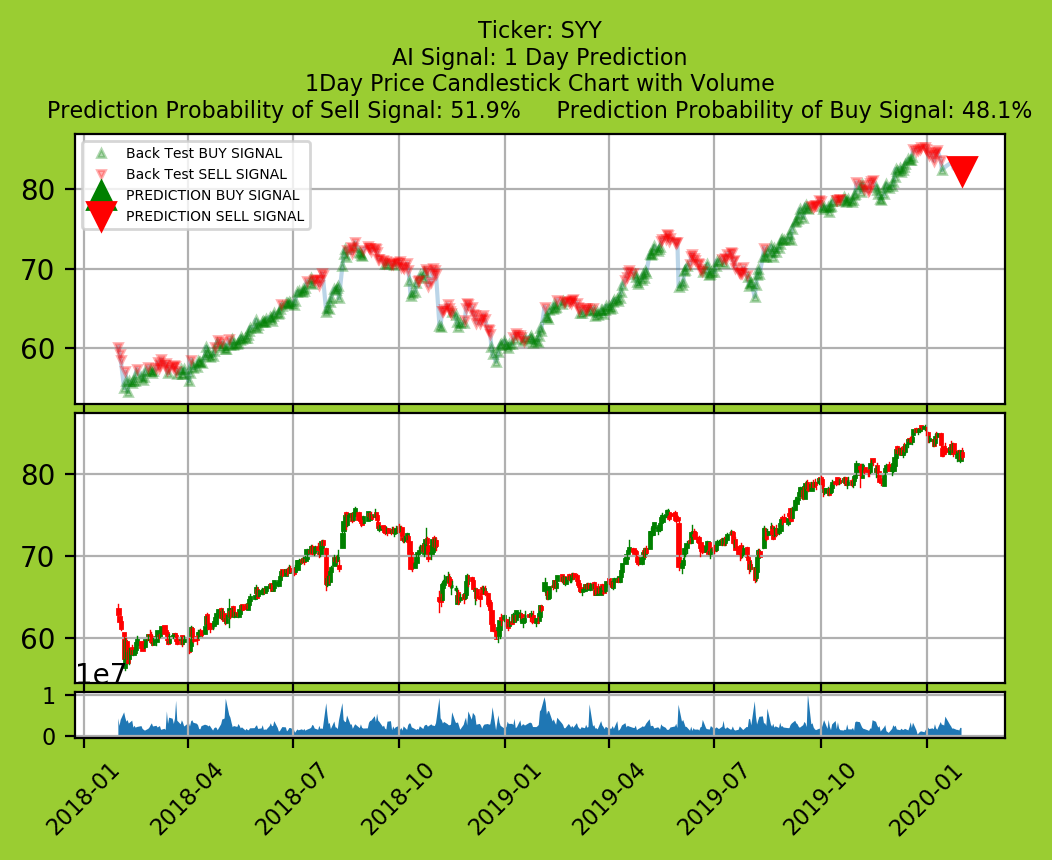 Ticker: SYY
AI Signal: 1 Day Prediction
1Day Price Candlestick Chart with Volume
Prediction Probability of Sell Signal: 51.9%     Prediction Probability of Buy Signal: 48.1%
Back Test BUY SIGNAL
Back Test SELL SIGNAL
PREDICTION BUY SIGNAL
PREDICTION SELL SIGNAL
80
70
60
80
70
60
1e7
1
0
2018-01 2018-04 2018-07 2018-10 2019-01 2019-04 2019-07 2019-10 2020-01